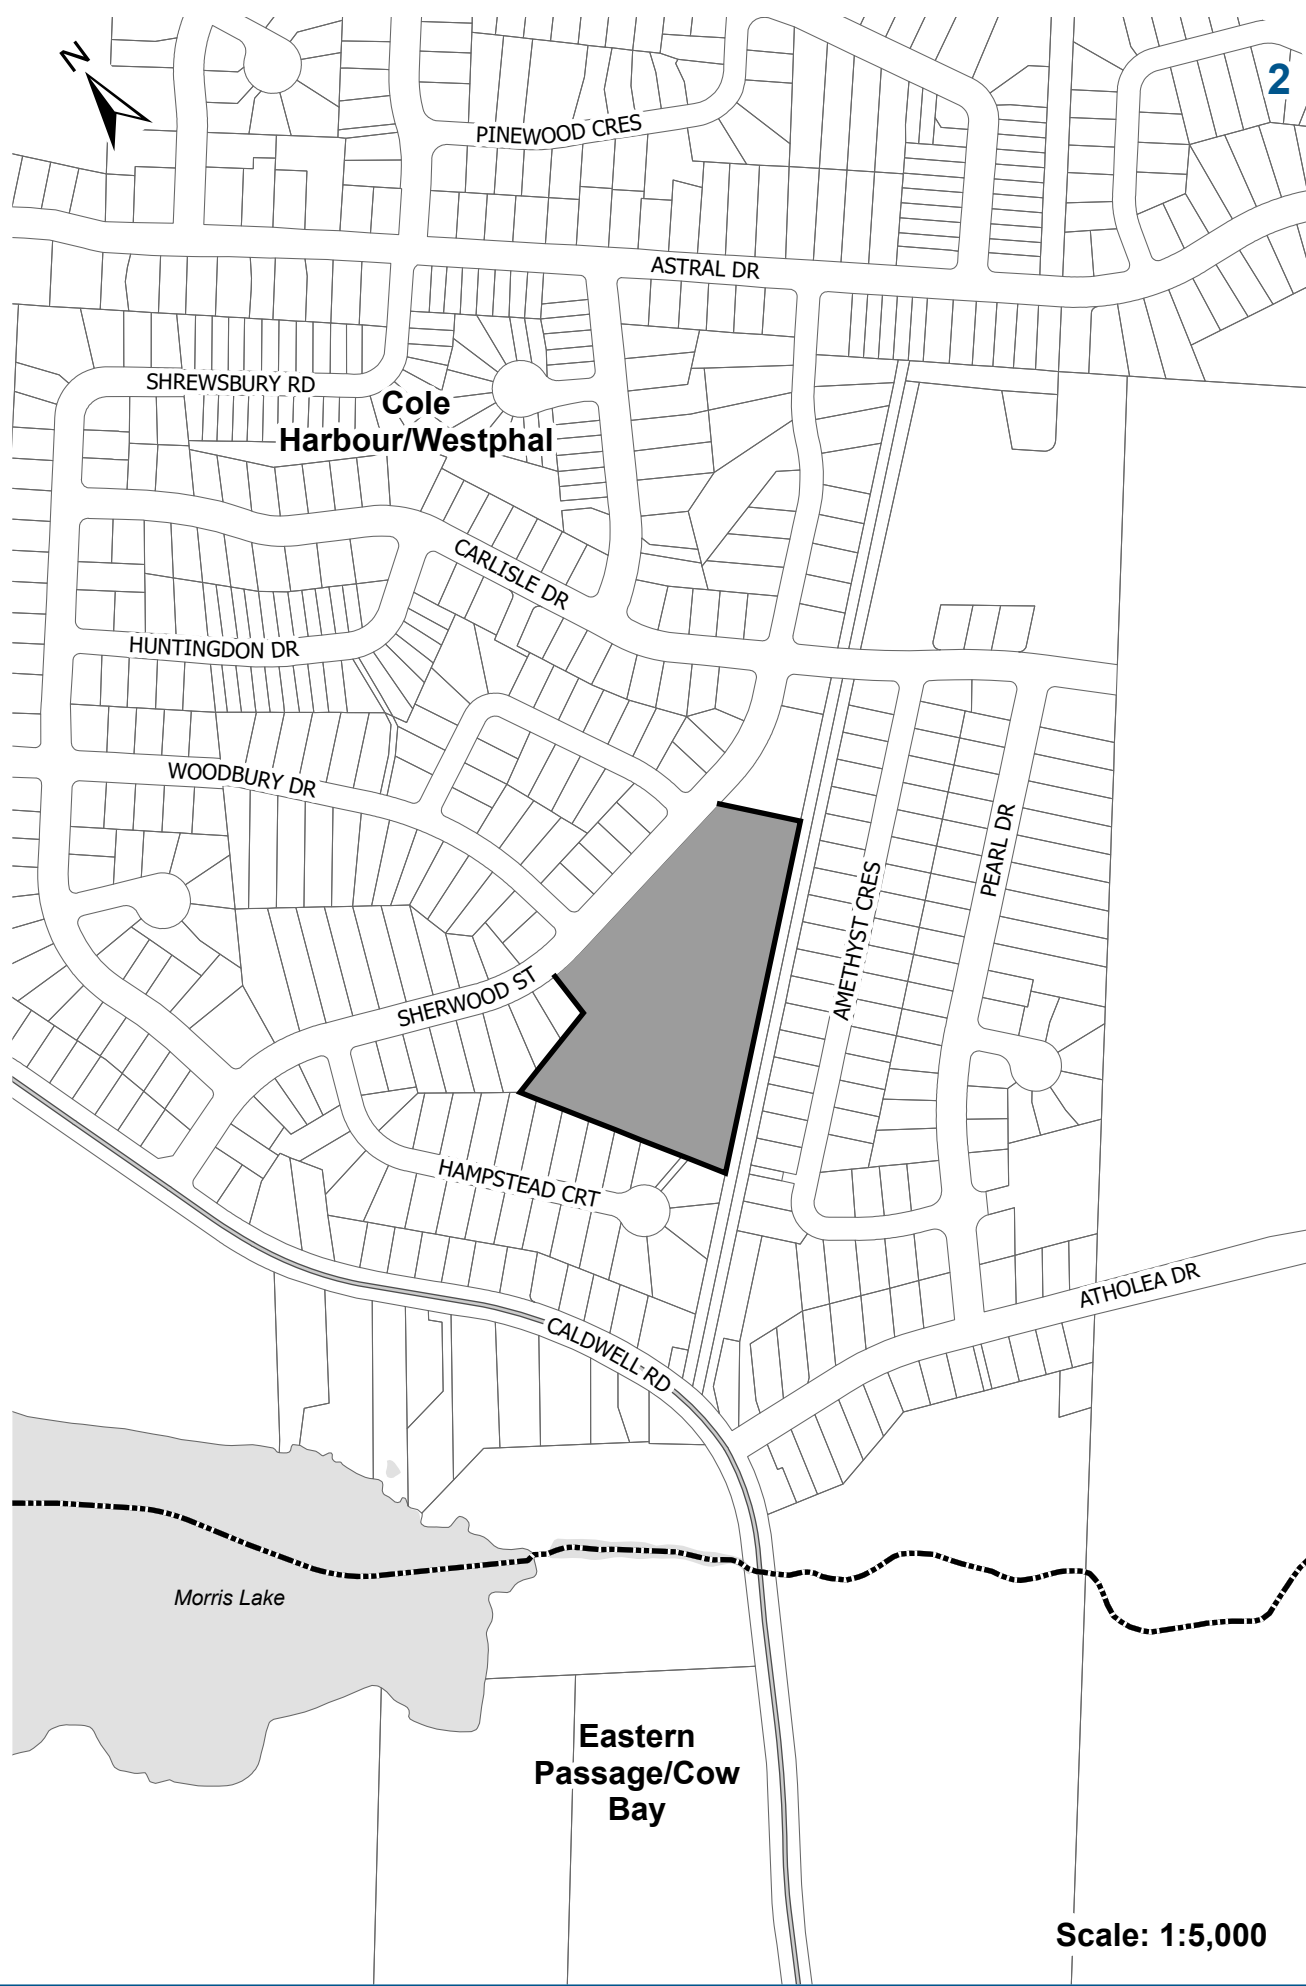 N
2
PINEWOOD CRES
ASTRAL DR
SHREWSBURY RD
Cole
Harbour/Westphal
CARLISLE DR
HUNTINGDON DR
WOODBURY DR
PEARL DR
AMETHYST CRES
SHERWOOD ST
HAMPSTEAD CRT
ATHOLEA DR
CALDWELL RD
Morris Lake
Eastern
Passage/Cow
Bay
Scale: 1:5,000